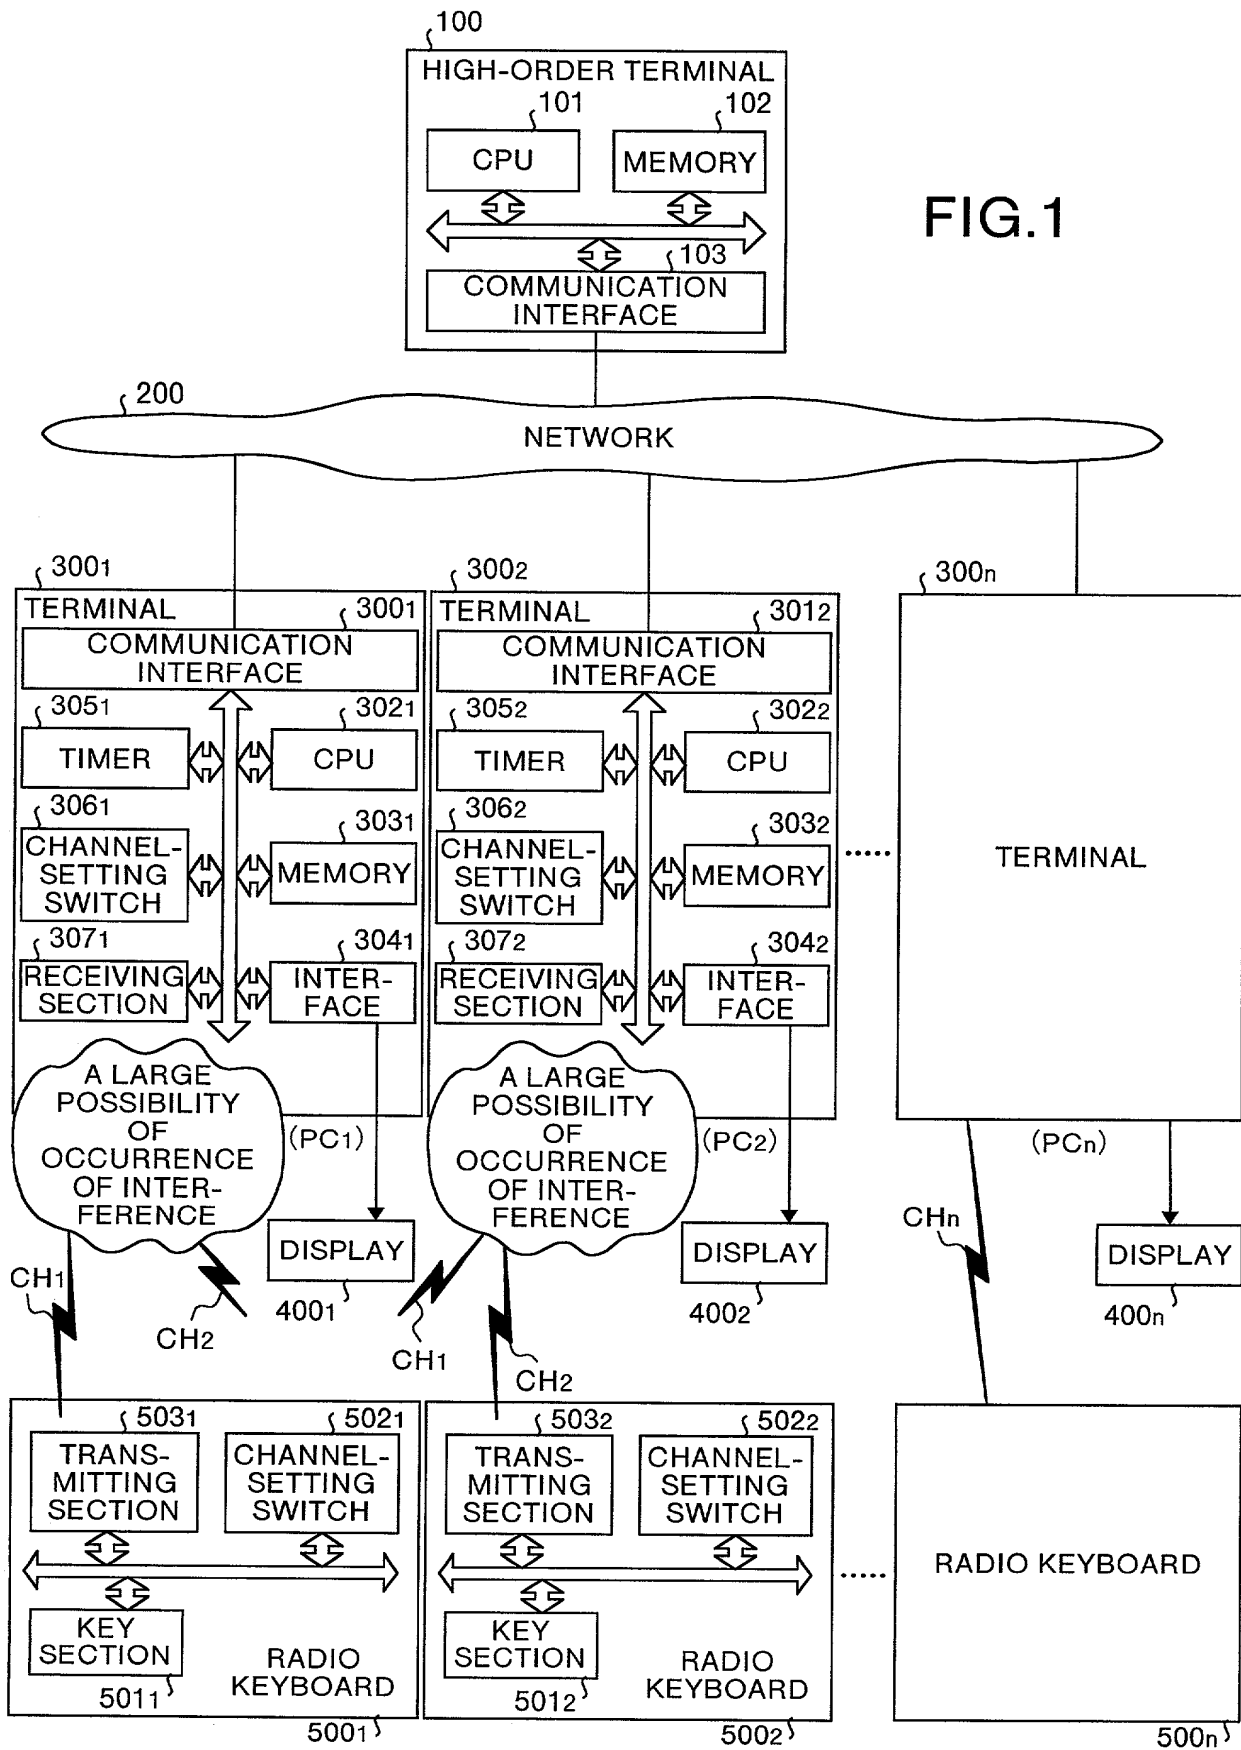 100
HIGH-ORDER TERMINAL
101
102
CPU
MEMORY
FIG.1
103
COMMUNICATION
INTERFACE
200
NETWORK
3001
3002
300n
TERMINAL
3001
TERMINAL
3012
COMMUNICATION
INTERFACE
COMMUNICATION
INTERFACE
3051
3021
3052
3022
TIMER
CPU
TIMER
CPU
3061
3031
3062
3032
CHANNEL-
SETTING
SWITCH
MEMORY
CHANNEL-
SETTING
SWITCH
MEMORY
.....
TERMINAL
3071
3041
3072
3042
RECEIVING
SECTION
INTER-
FACE
RECEIVING
SECTION
INTER-
FACE
A LARGE
POSSIBILITY
OF
OCCURRENCE
OF INTER-
FERENCE
(PC1)
A LARGE
POSSIBILITY
OF
OCCURRENCE
OF INTER-
FERENCE
(PC2)
(PCn)
CHn
DISPLAY
DISPLAY
DISPLAY
CH1
CH2
4001
CH1
CH2
4002
400n
5031
5021
5032
5022
TRANS-
MITTING
SECTION
CHANNEL-
SETTING
SWITCH
TRANS-
MITTING
SECTION
CHANNEL-
SETTING
SWITCH
.....
RADIO KEYBOARD
KEY
SECTION
5011
RADIO
KEYBOARD
KEY
SECTION
5012
RADIO
KEYBOARD
5001
5002
500n